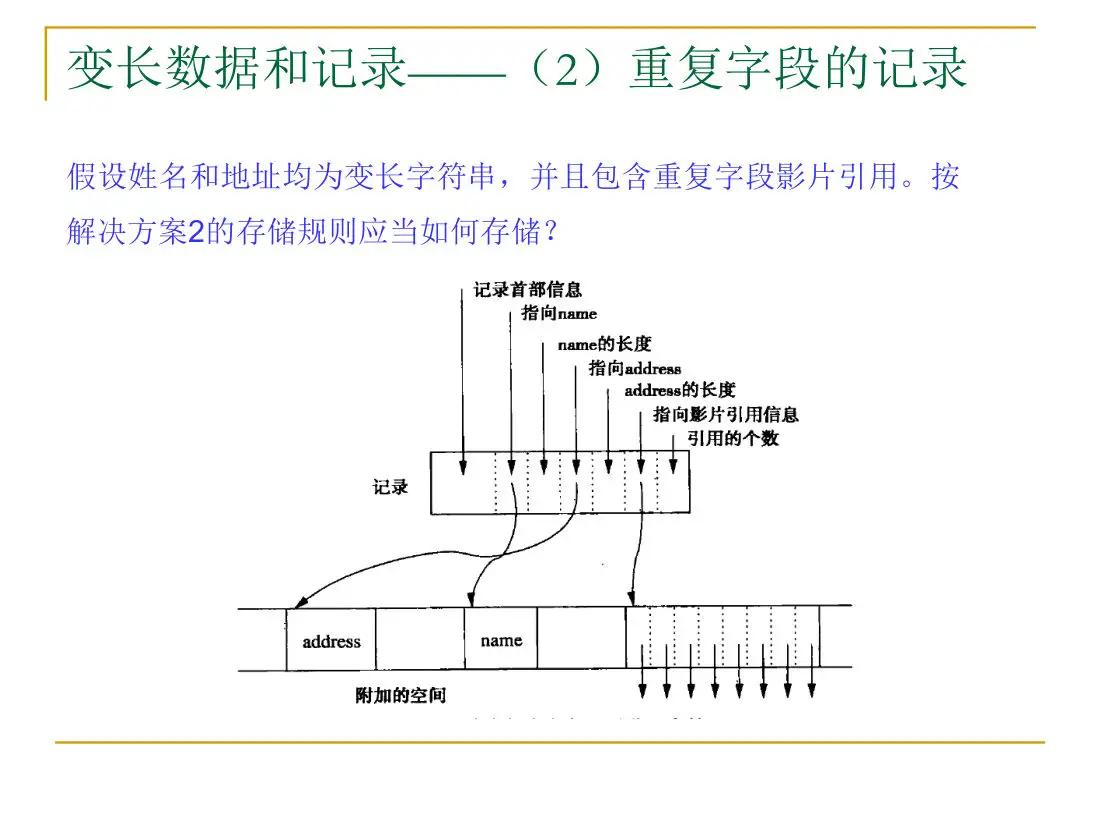 变长数据和记录——（2）重复字段的记录
假设姓名和地址均为变长字符串，并且包含重复字段影片引用。按
解决方案2的存储规则应当如何存储？
记录首部信息
指向name
name的长度
指向address
address的长度
指向影片引用信息
引用的个数
记录
address
name
附加的空间